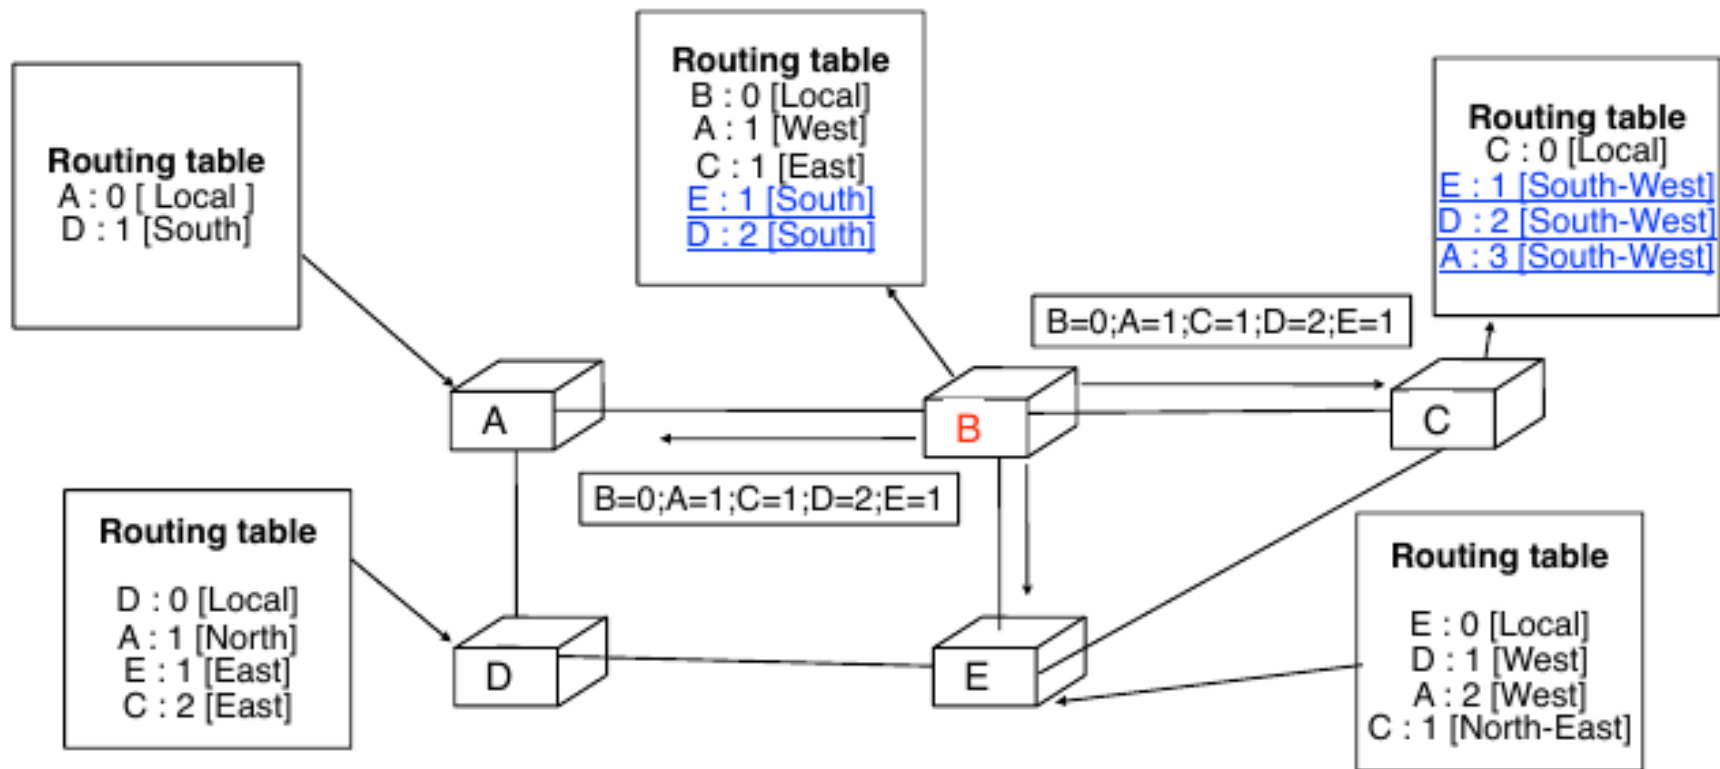 Routing table
A : 0 [ Local ]
D : 1 [South]
Routing table
B : 0 [Local]
A : 1 [West]
C : 1 [East]
E : 1 [South]
D : 2 [South]
Routing table
C : 0 [Local]
E : 1 [South-West]
D : 2 [South-West]
A : 3 [South-West]
B=0;A=1;C=1;D=2;E=1
A
B
C
B=0;A=1;C=1;D=2;E=1
Routing table
D : 0 [Local]
A : 1 [North]
E : 1 [East]
C : 2 [East]
D
E
Routing table
E : 0 [Local]
D : 1 [West]
A : 2 [West]
C : 1 [North-East]